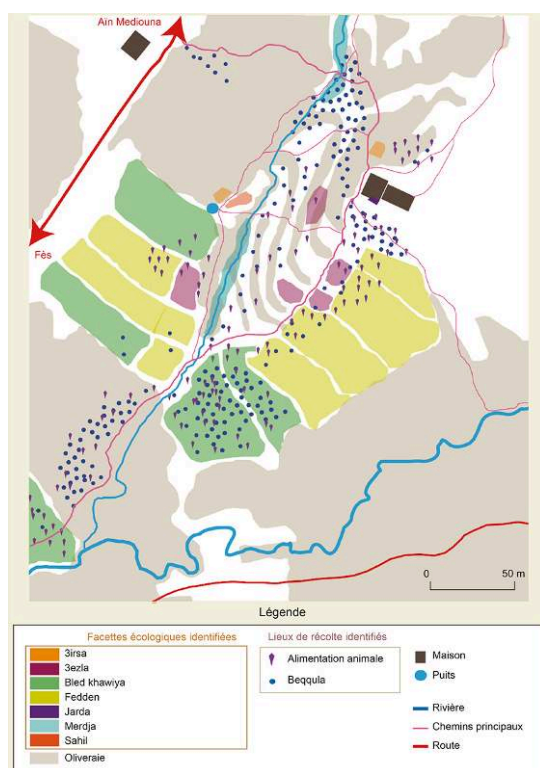 Aïn Mediouna
Fès
0 50 m
Légende
Facettes écologiques identifiées
3irsa
3ezla
Bled khawiya
Fedden
Jarda
Merdja
Sahil
Oliveraie
Lieux de récolte identifiés
Alimentation animale
Beqqula
Maison
Puits
Rivière
Chemins principaux
Route